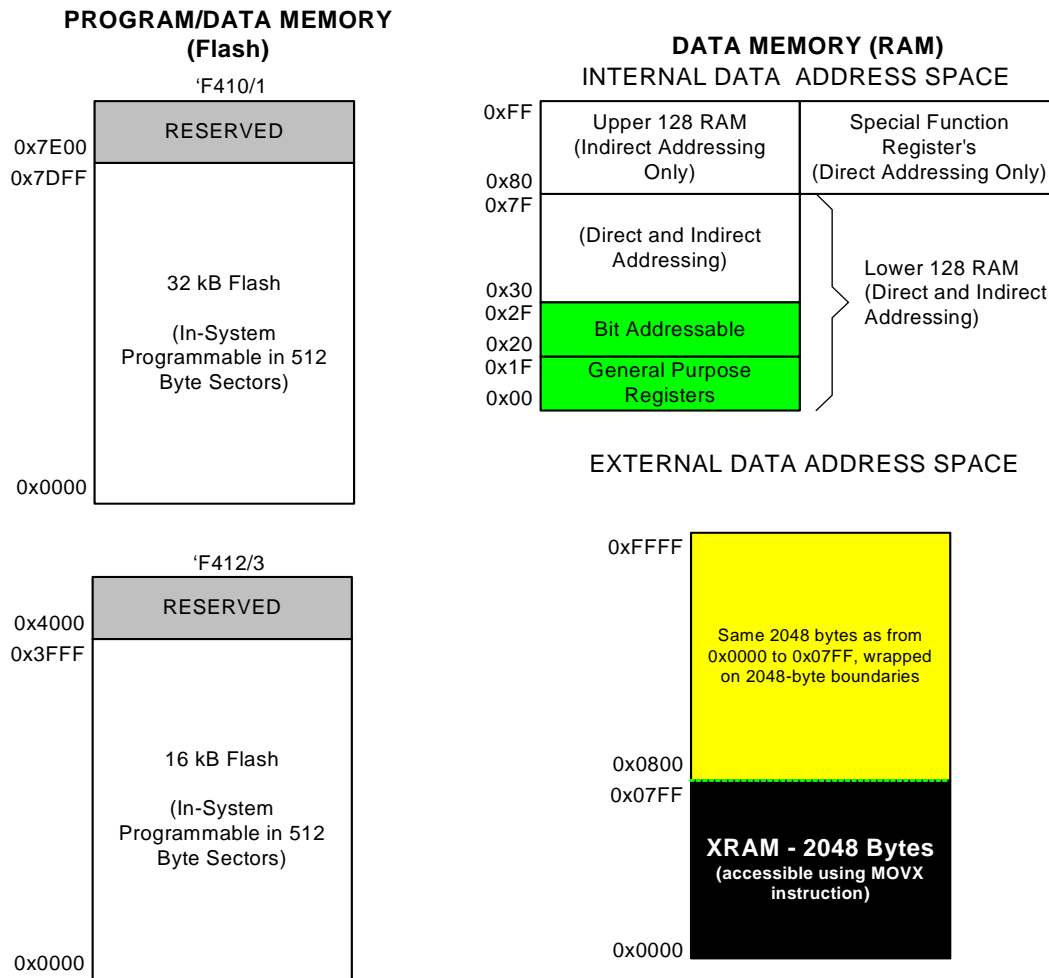 PROGRAM/DATA MEMORY
(Flash)
‘F410/1
RESERVED
0x7E00
0x7DFF
32 kB Flash
(In-System
Programmable in 512
Byte Sectors)
0x0000
‘F412/3
RESERVED
0x4000
0x3FFF
16 kB Flash
(In-System
Programmable in 512
Byte Sectors)
0x0000
DATA MEMORY (RAM)
INTERNAL DATA ADDRESS SPACE
0xFF
Upper 128 RAM
(Indirect Addressing
Only)
Special Function
Register's
(Direct Addressing Only)
0x80
0x7F
(Direct and Indirect
Addressing)
Lower 128 RAM
(Direct and Indirect
Addressing)
0x30
0x2F
Bit Addressable
0x20
0x1F
General Purpose
Registers
0x00
EXTERNAL DATA ADDRESS SPACE
0xFFFF
Same 2048 bytes as from
0x0000 to 0x07FF, wrapped
on 2048-byte boundaries
0x0800
0x07FF
XRAM - 2048 Bytes
(accessible using MOVX
instruction)
0x0000